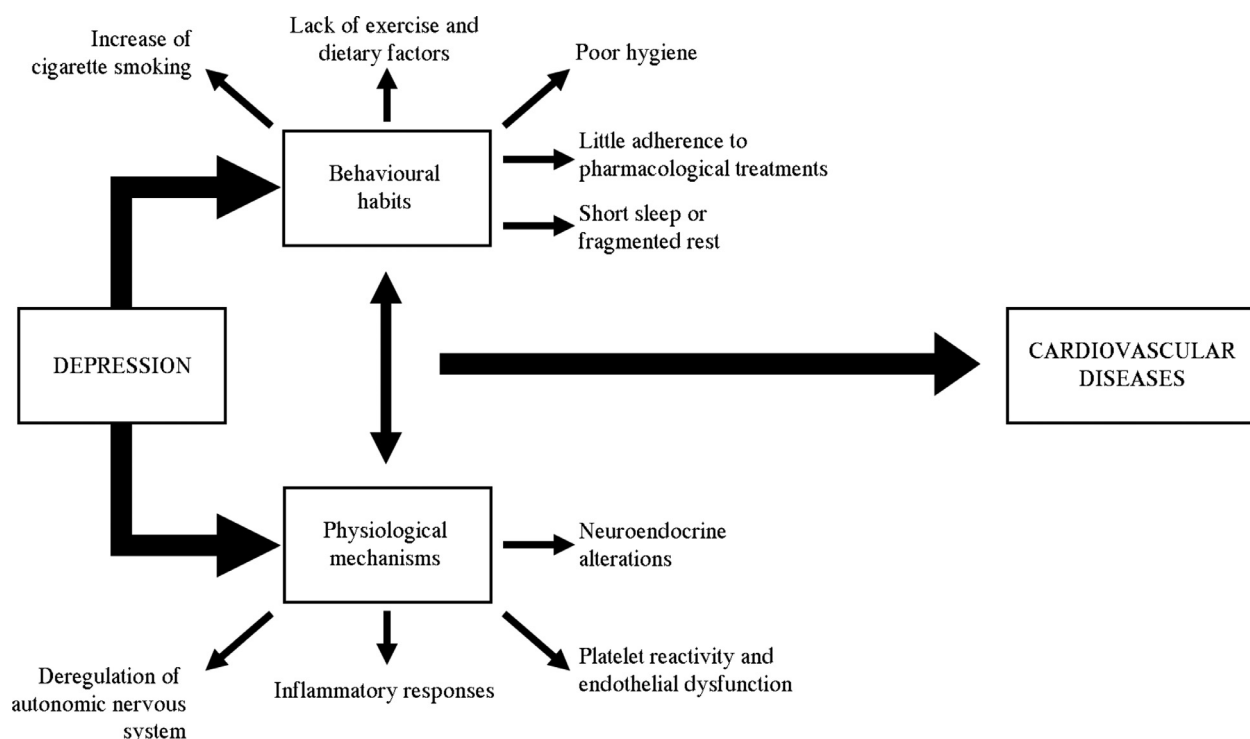 Increase of
cigarette smoking
Lack of exercise and
dietary factors
Poor hygiene
Behavioural
habits
Little adherence to
pharmacological treatments
Short sleep or
fragmented rest
DEPRESSION
CARDIOVASCULAR
DISEASES
Physiological
mechanisms
Neuroendocrine
alterations
Deregulation of
autonomic nervous
system
Inflammatory responses
Platelet reactivity and
endothelial dysfunction